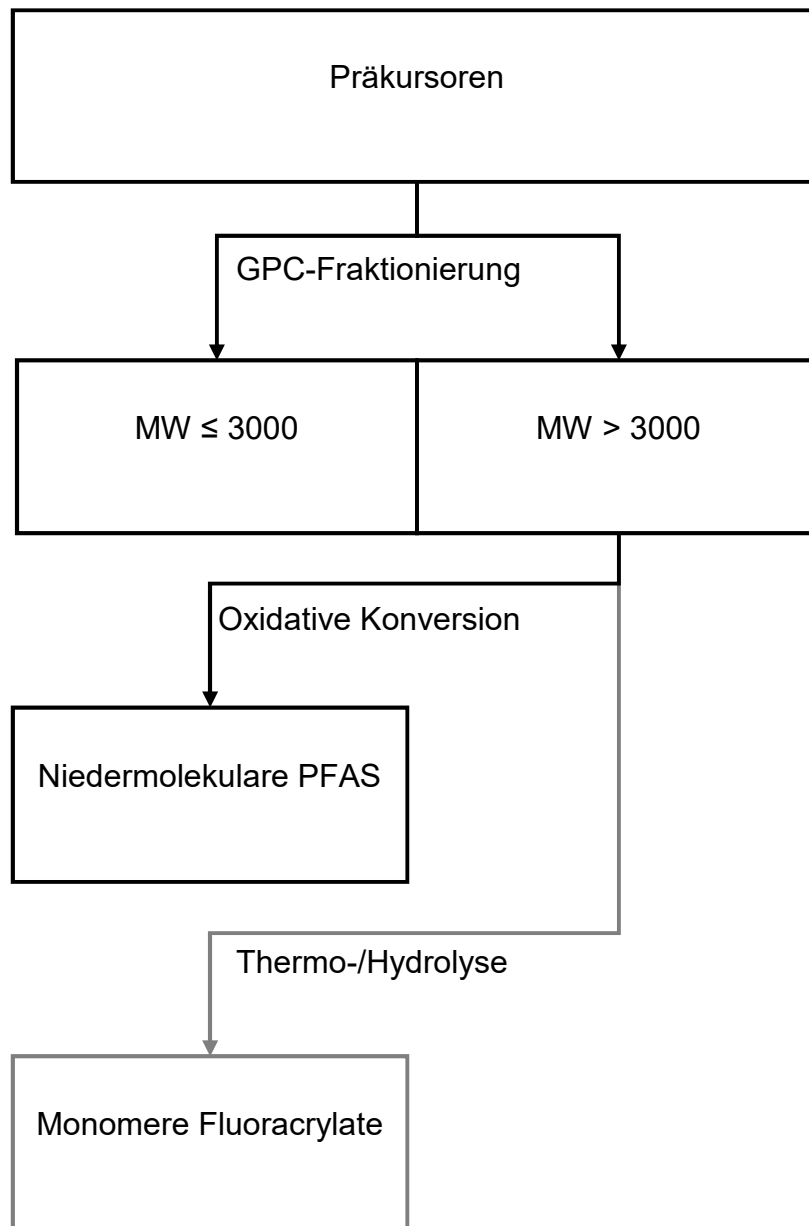 Präkursoren
GPC-Fraktionierung
MW ≤ 3000
MW > 3000
Oxidative Konversion
Niedermolekulare PFAS
Thermo-/Hydrolyse
Monomere Fluoracrylate